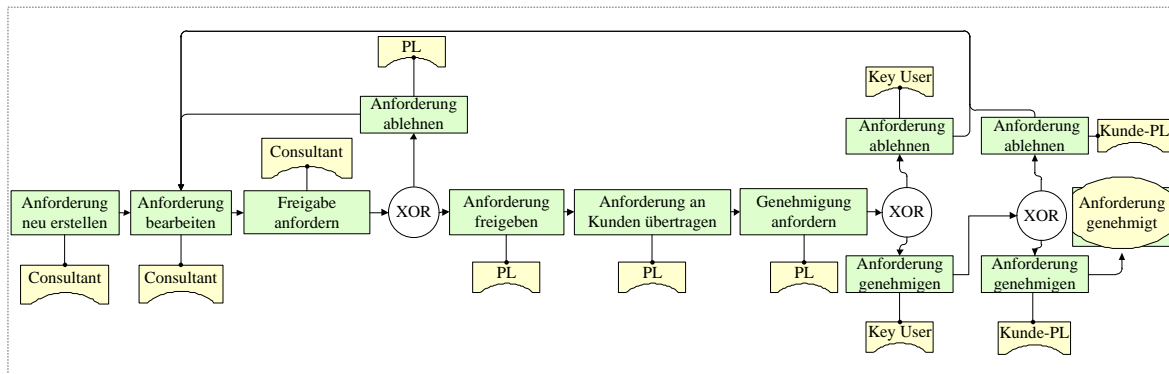 PL
Key User
Anforderung
ablehnen
Anforderung
ablehnen
Anforderung
ablehnen
Kunde-PL
Consultant
Anforderung
neu erstellen
Anforderung
bearbeiten
Freigabe
anfordern
XOR
Anforderung
freigeben
Anforderung an
Kunden übertragen
Genehmigung
anfordern
XOR
XOR
Anforderung
genehmigt
Consultant
Consultant
PL
PL
PL
Anforderung
genehmigen
Anforderung
genehmigen
Key User
Kunde-PL